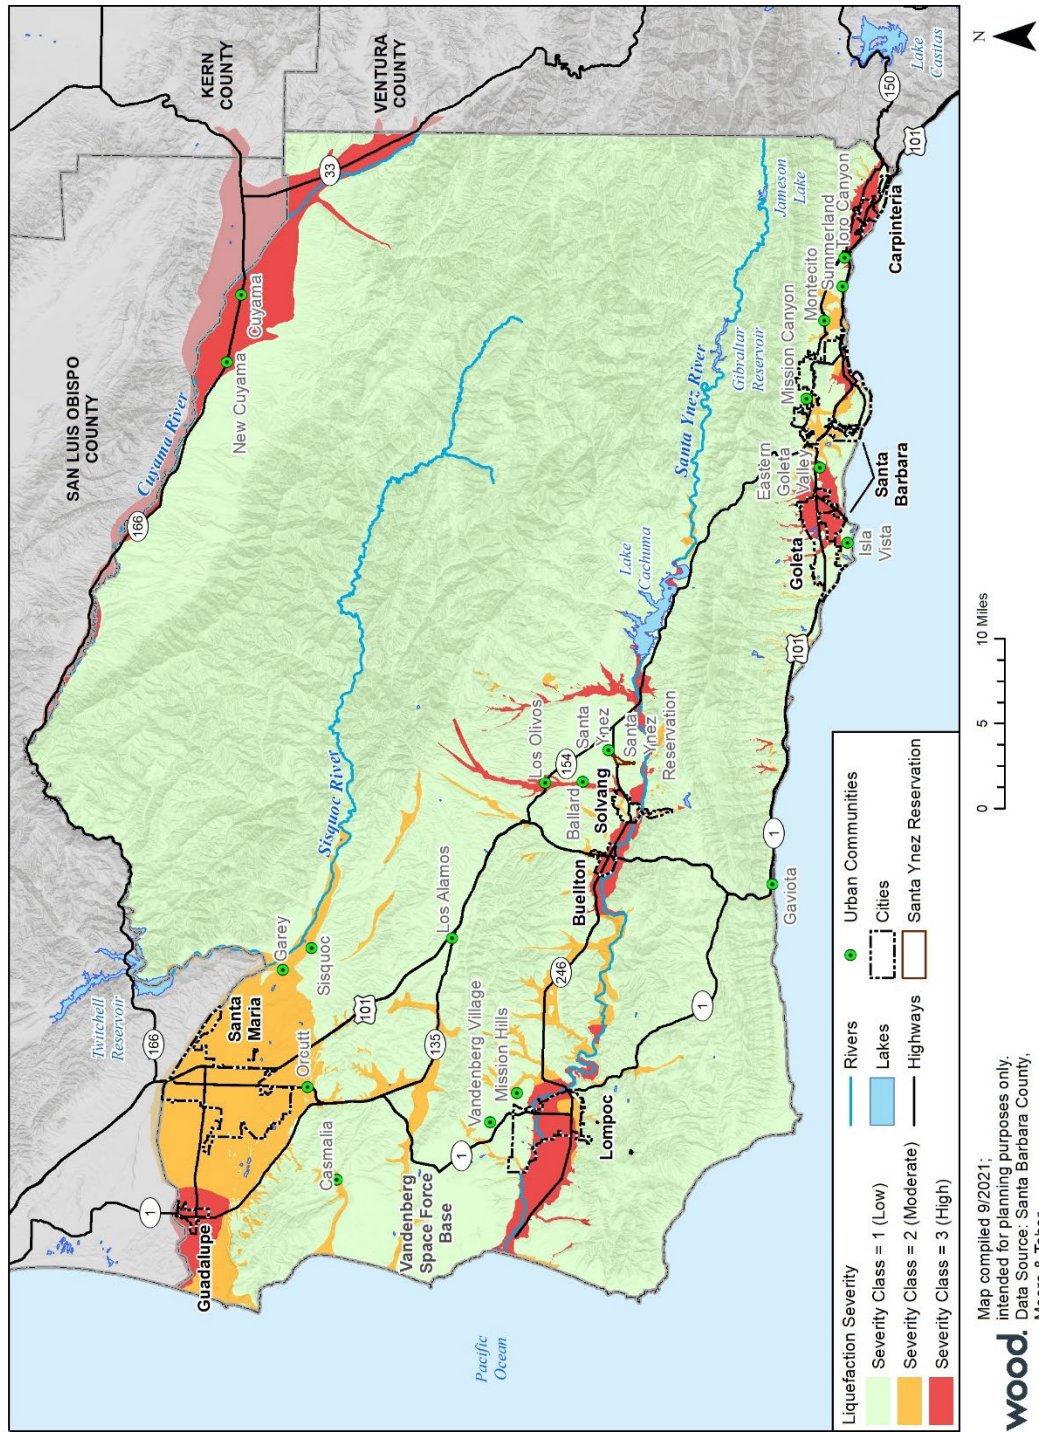 KERN
COUNTY
VENTURA
COUNTY
SAN LUIS OBISPO
COUNTY
Lake
Casitas
N
150
101
33
166
Cuyama River
Cuyama
New Cuyama
Jameson
Lake
Summerland
Toro Canyon
Carpinteria
Montecito
Mission Canyon
Gibraltar
Reservoir
Santa Ynez River
Eastern
Goleta
Valley
Santa
Barbara
Goleta
Isla
Vista
Lake
Cachuma
101
Sisquoc River
Los Olivos
154
Santa
Ynez
Ballard
Solvang
Santa
Ynez
Reservation
Buellton
Gaviota
1
Twitchell
Reservoir
166
Garey
Sisquoc
Los Alamos
Santa
Maria
Orcutt
101
135
246
1
Vandenberg Village
Mission Hills
Lompoc
Casmalia
1
Vandenberg
Space Force
Base
1
Guadalupe
Pacific
Ocean
Liquefaction Severity
Severity Class = 1 (Low)
Severity Class = 2 (Moderate)
Severity Class = 3 (High)
Rivers
Lakes
Highways
Urban Communities
Cities
Santa Ynez Reservation
0 5 10 Miles
wood.
Map compiled 9/2021;
intended for planning purposes only.
Data Source: Santa Barbara County,